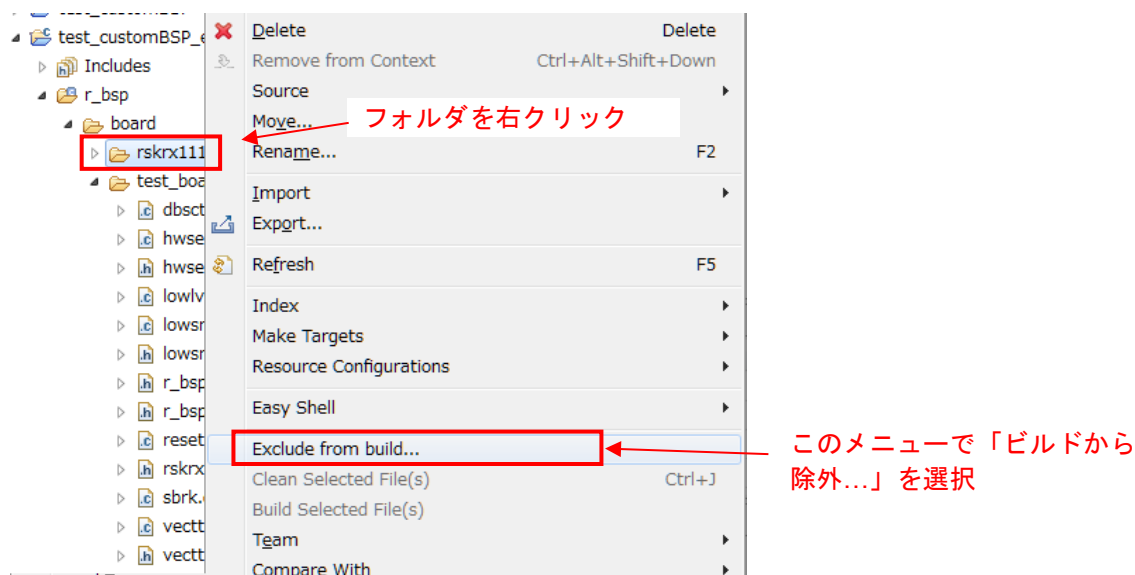 test_customBSP_e
Includes
r_bsp
board
rskrx111
test_boa
dbsct
hwse
hwse
lowlv
lowsr
lowsr
r_bsp
r_bsp
reset
rskrx
sbrk.
vectt
vectt
Delete Delete
Remove from Context Ctrl+Alt+Shift+Down
Source
Move...
Rename... F2
Import
Export...
Refresh F5
Index
Make Targets
Resource Configurations
Easy Shell
Exclude from build...
Clean Selected File(s) Ctrl+J
Build Selected File(s)
Team
Compare With
フォルダを右クリック
このメニューで「ビルドから
除外...」を選択